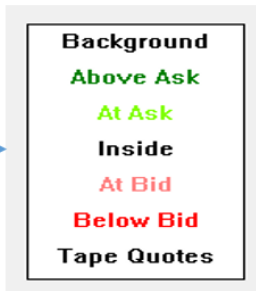 Background
Above Ask
At Ask
Inside
At Bid
Below Bid
Tape Quotes